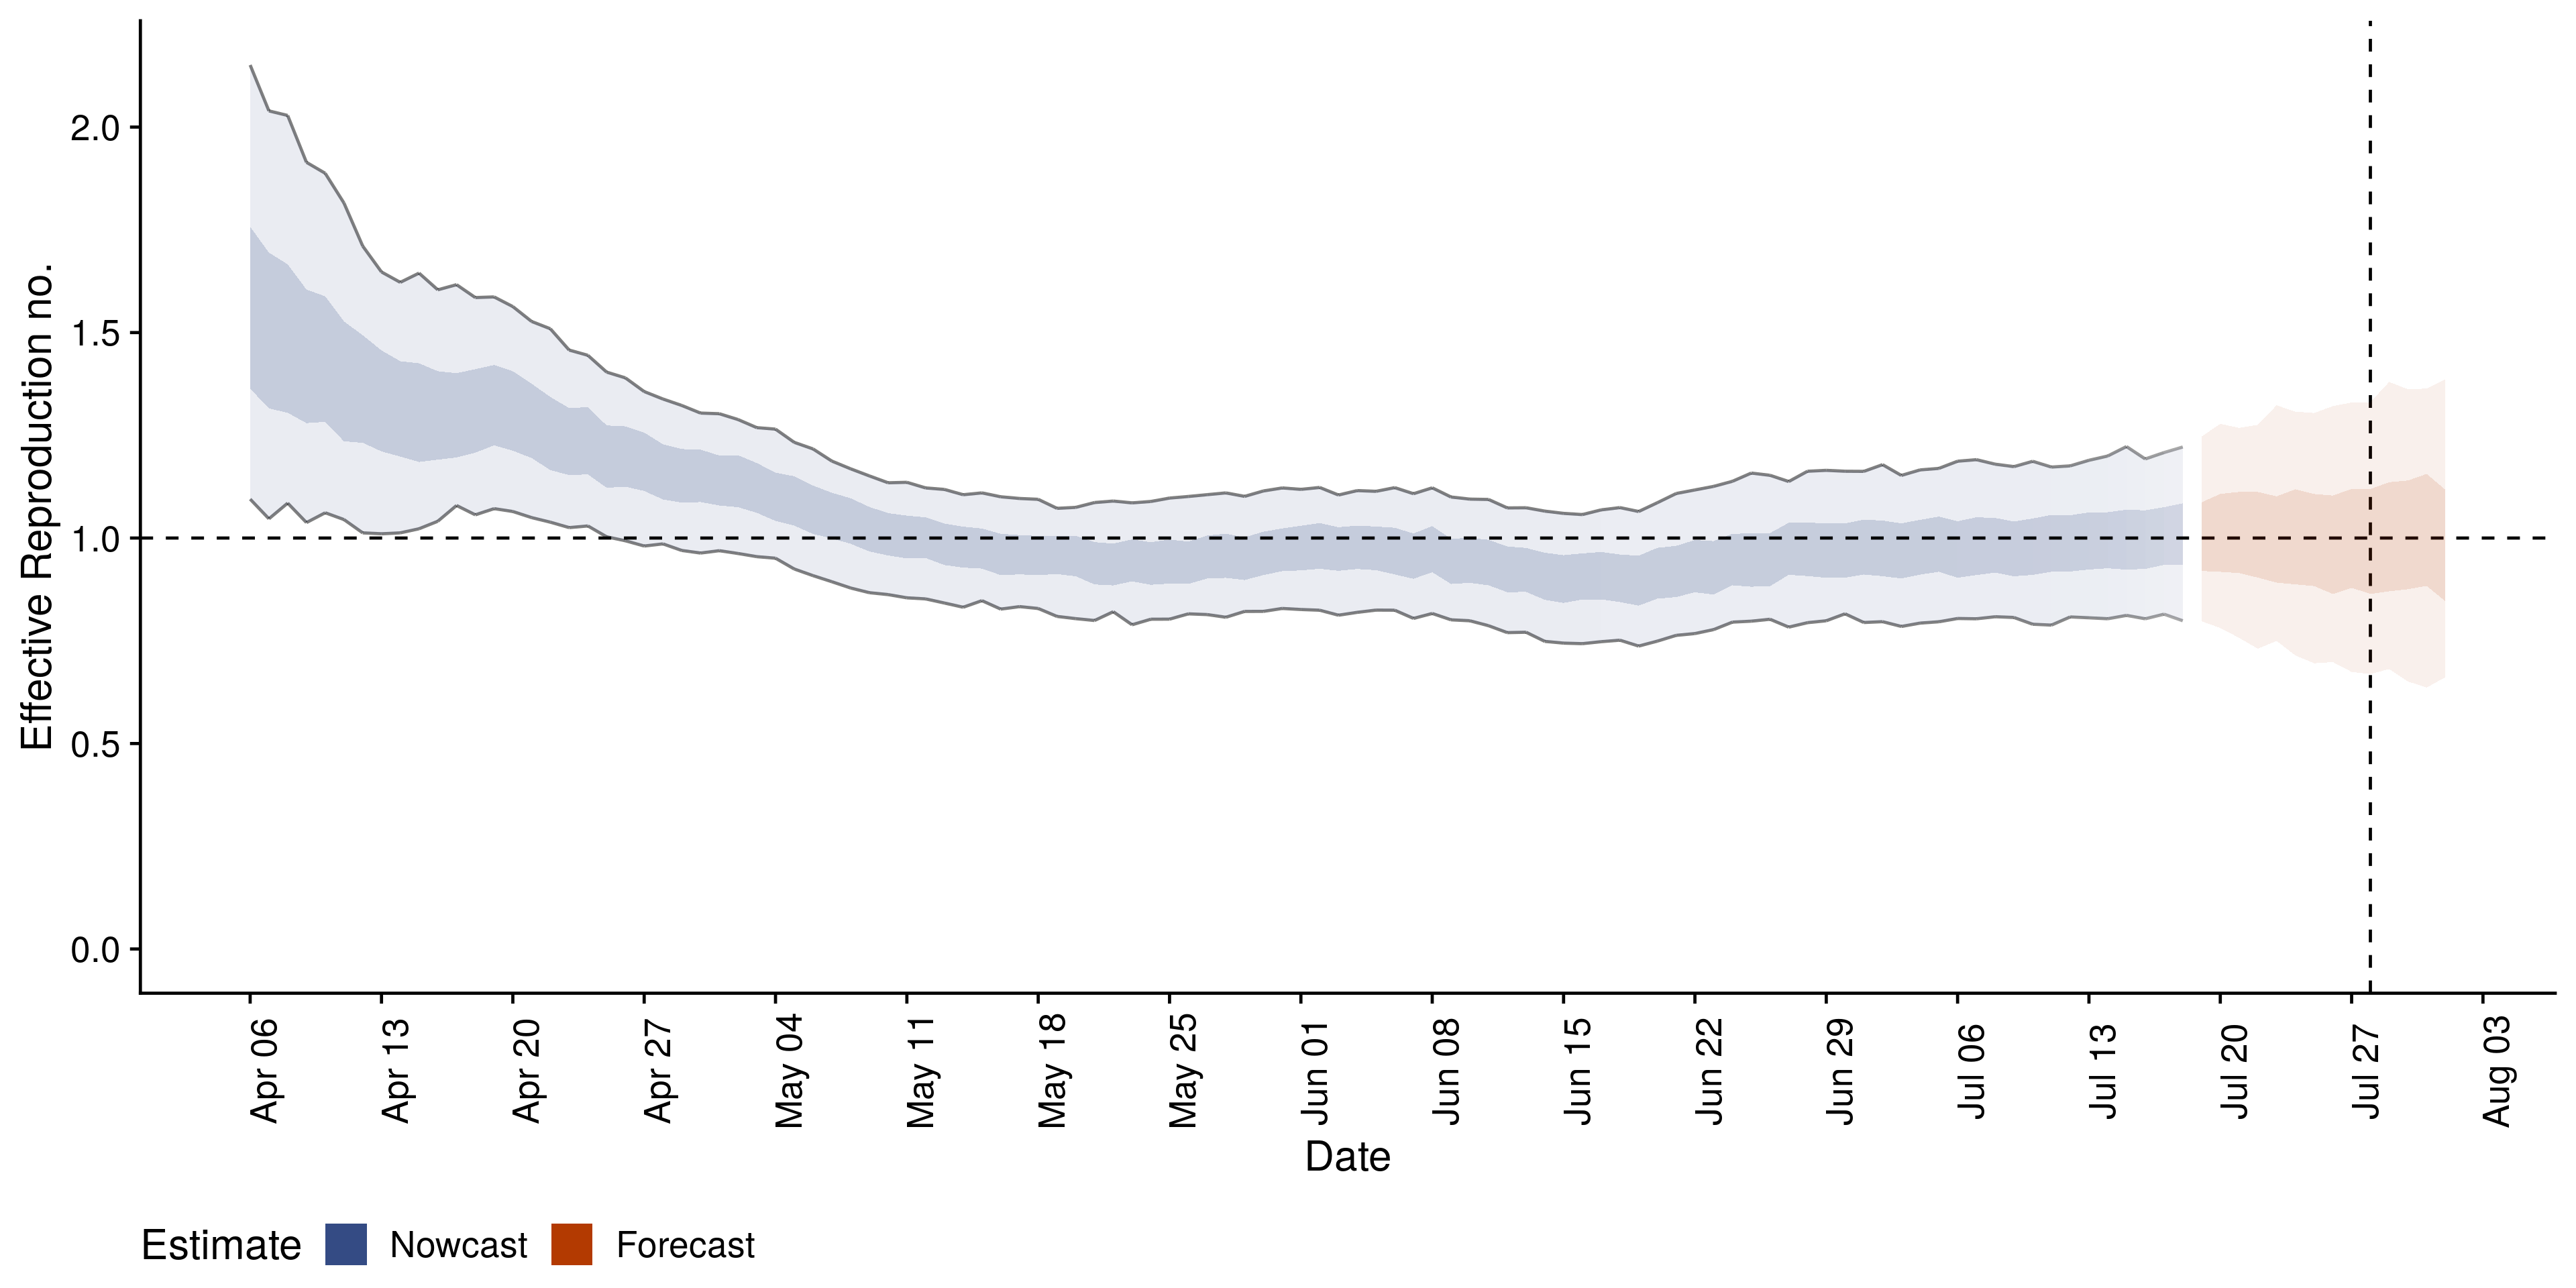 Effective Reproduction no.
2.0
1.5
1.0
0.5
0.0
Apr 06
Apr 13
Apr 20
Apr 27
May 04
May 11
May 18
May 25
Jun 01
Jun 08
Jun 15
Jun 22
Jun 29
Jul 06
Jul 13
Jul 20
Jul 27
Aug 03
Date
Estimate Nowcast Forecast